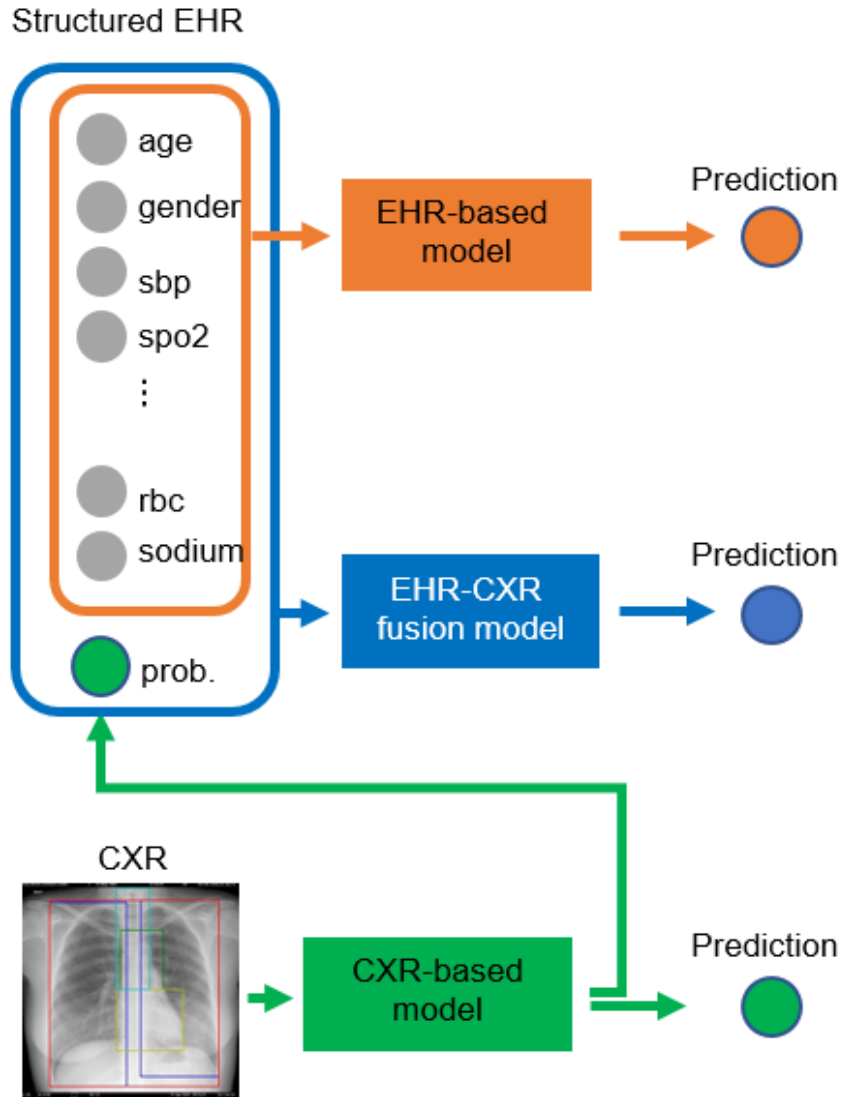 Structured EHR
age
gender
sbp
spo2
⋮
rbc
sodium
prob.
EHR-based
model
Prediction
EHR-CXR
fusion model
Prediction
CXR
CXR-based
model
Prediction